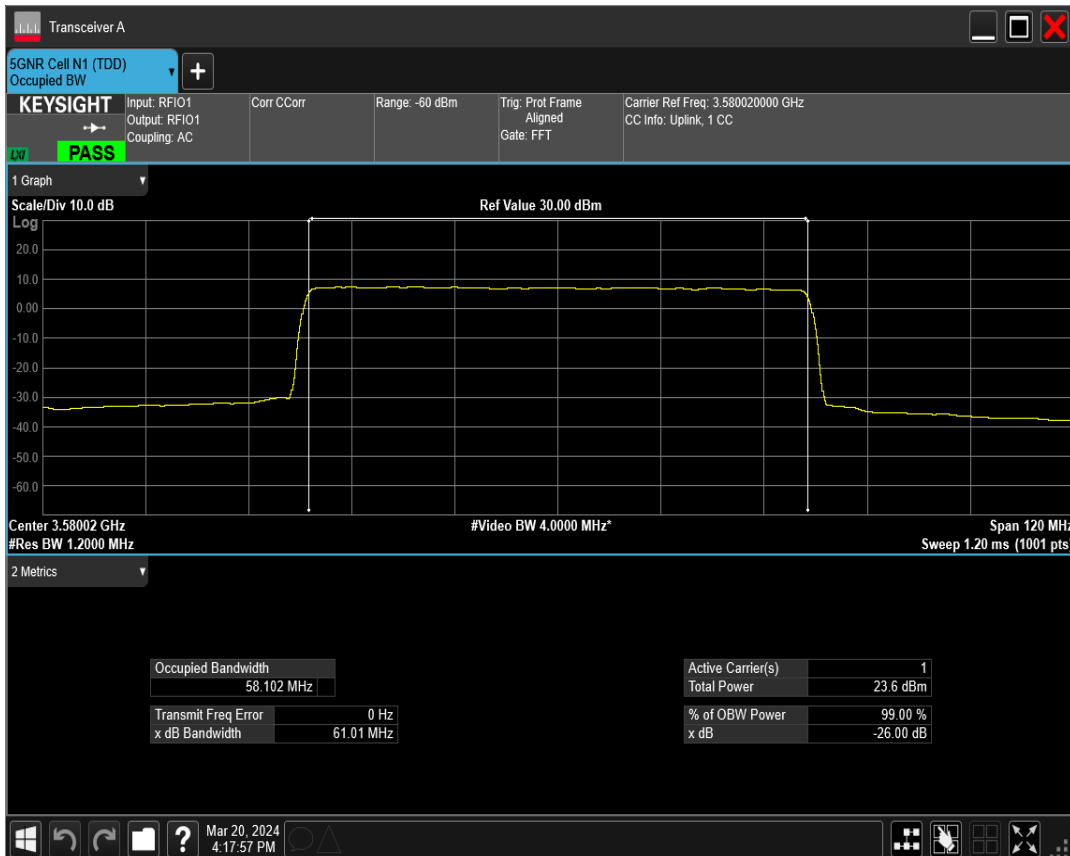 Transceiver A
5GNR Cell N1 (TDD)
Occupied BW
+
KEYSIGHT
LXI
PASS
Input: RFIO1
Output: RFIO1
Coupling: AC
Corr CCorr
Range: -60 dBm
Trig: Prot Frame
Aligned
Gate: FFT
Carrier Ref Freq: 3.580020000 GHz
CC Info: Uplink, 1 CC
1 Graph
Scale/Div 10.0 dB
Ref Value 30.00 dBm
Log
20.0
10.0
0.00
-10.0
-20.0
-30.0
-40.0
-50.0
-60.0
Center 3.58002 GHz
#Video BW 4.0000 MHz*
Span 120 MHz
#Res BW 1.2000 MHz
Sweep 1.20 ms (1001 pts)
2 Metrics
Occupied Bandwidth
58.102 MHz
Transmit Freq Error 0 Hz
x dB Bandwidth 61.01 MHz
Active Carrier(s) 1
Total Power 23.6 dBm
% of OBW Power 99.00 %
x dB -26.00 dB
?
Mar 20, 2024
4:17:57 PM